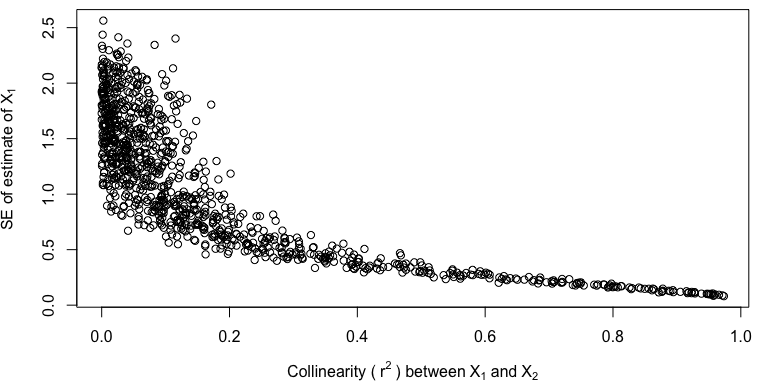 SE of estimate of X₁
2.5
2.0
1.5
1.0
0.5
0.0
0.0 0.2 0.4 0.6 0.8 1.0
Collinearity ( r² ) between X₁ and X₂